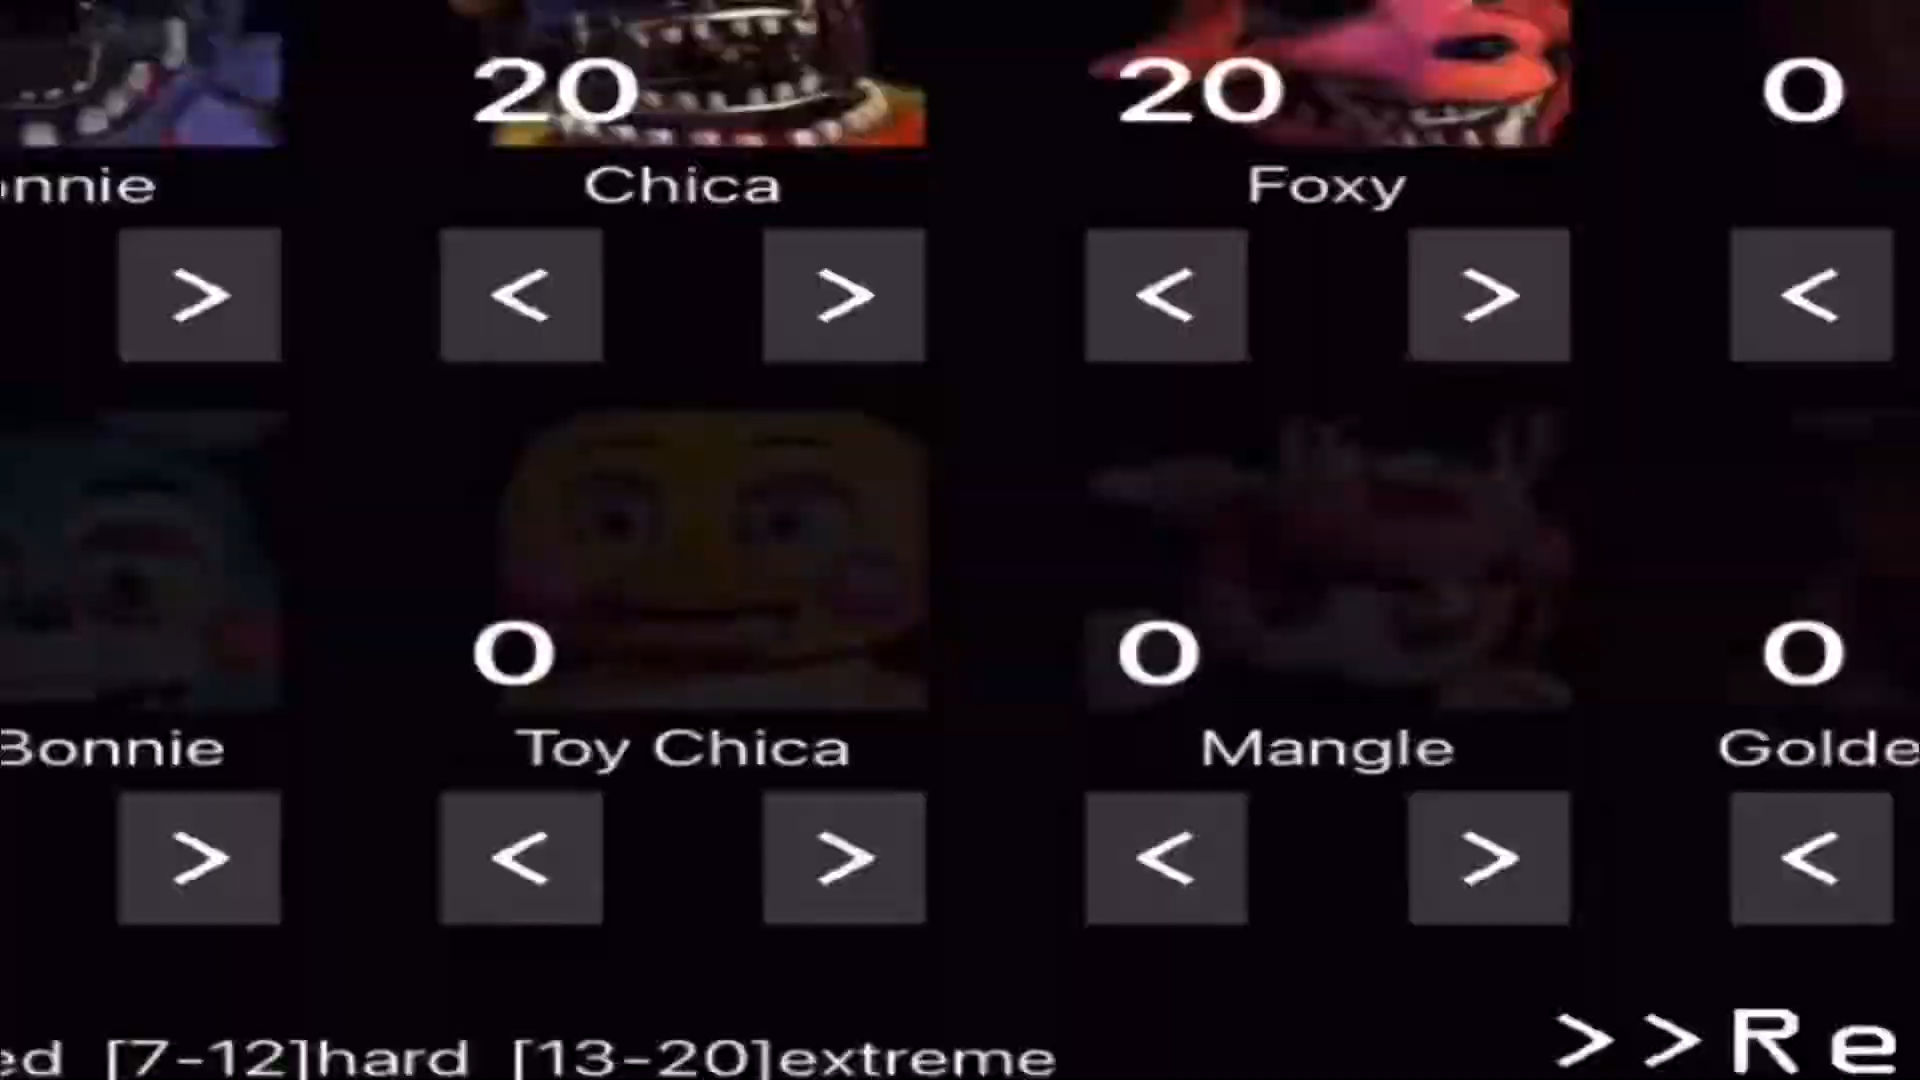 20 20 0
onnie Chica Foxy
> < > < > <
0 0 0
Bonnie Toy Chica Mangle Golde
> < > < > <
ed [7-12]hard [13-20]extreme
>>Re